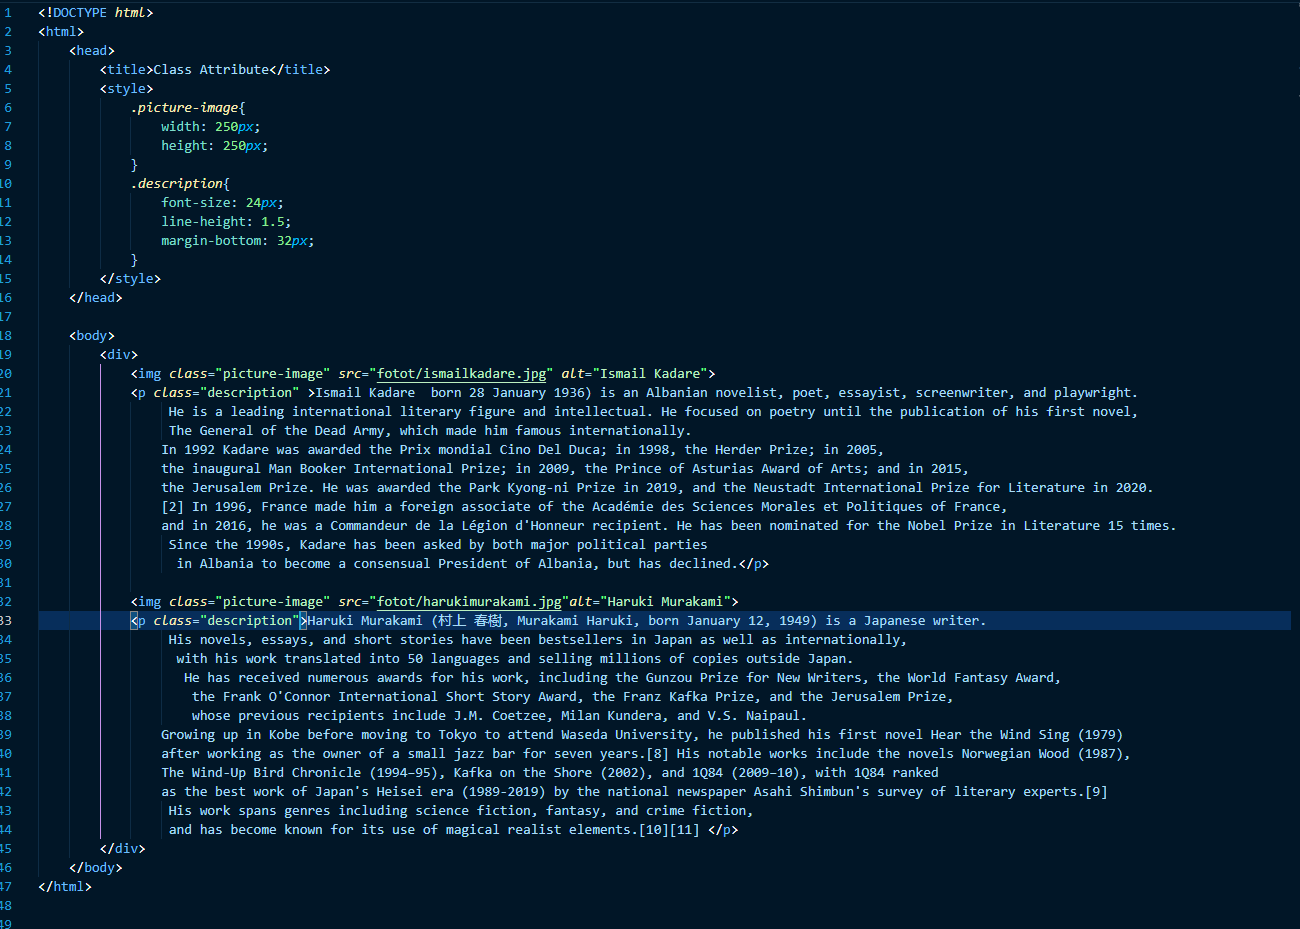 1 <!DOCTYPE html>
2 <html>
3 <head>
4 <title>Class Attribute</title>
5 <style>
6 .picture-image{
7 width: 250px;
8 height: 250px;
9 }
10 .description{
11 font-size: 24px;
12 line-height: 1.5;
13 margin-bottom: 32px;
14 }
15 </style>
16 </head>
17
18 <body>
19 <div>
20 <img class="picture-image" src="fotot/ismailkadare.jpg" alt="Ismail Kadare">
21 <p class="description" >Ismail Kadare  born 28 January 1936) is an Albanian novelist, poet, essayist, screenwriter, and playwright.
22 He is a leading international literary figure and intellectual. He focused on poetry until the publication of his first novel,
23 The General of the Dead Army, which made him famous internationally.
24 In 1992 Kadare was awarded the Prix mondial Cino Del Duca; in 1998, the Herder Prize; in 2005,
25 the inaugural Man Booker International Prize; in 2009, the Prince of Asturias Award of Arts; and in 2015,
26 the Jerusalem Prize. He was awarded the Park Kyong-ni Prize in 2019, and the Neustadt International Prize for Literature in 2020.
27 [2] In 1996, France made him a foreign associate of the Académie des Sciences Morales et Politiques of France,
28 and in 2016, he was a Commandeur de la Légion d'Honneur recipient. He has been nominated for the Nobel Prize in Literature 15 times.
29 Since the 1990s, Kadare has been asked by both major political parties
30 in Albania to become a consensual President of Albania, but has declined.</p>
31
32 <img class="picture-image" src="fotot/harukimurakami.jpg"alt="Haruki Murakami">
33 <p class="description">Haruki Murakami (村上 春樹, Murakami Haruki, born January 12, 1949) is a Japanese writer.
34 His novels, essays, and short stories have been bestsellers in Japan as well as internationally,
35 with his work translated into 50 languages and selling millions of copies outside Japan.
36 He has received numerous awards for his work, including the Gunzou Prize for New Writers, the World Fantasy Award,
37 the Frank O'Connor International Short Story Award, the Franz Kafka Prize, and the Jerusalem Prize,
38 whose previous recipients include J.M. Coetzee, Milan Kundera, and V.S. Naipaul.
39 Growing up in Kobe before moving to Tokyo to attend Waseda University, he published his first novel Hear the Wind Sing (1979)
40 after working as the owner of a small jazz bar for seven years.[8] His notable works include the novels Norwegian Wood (1987),
41 The Wind-Up Bird Chronicle (1994–95), Kafka on the Shore (2002), and 1Q84 (2009–10), with 1Q84 ranked
42 as the best work of Japan's Heisei era (1989-2019) by the national newspaper Asahi Shimbun's survey of literary experts.[9]
43 His work spans genres including science fiction, fantasy, and crime fiction,
44 and has become known for its use of magical realist elements.[10][11] </p>
45 </div>
46 </body>
47 </html>
48
49